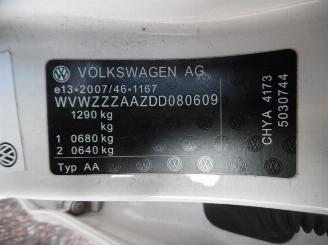 VOLKSWAGEN AG
e13*2007/46*1167
WVWZZZAAZDD080609
1290 kg
kg
1 0680 kg
2 0640 kg
Typ AA
CHYA 4173
5030744